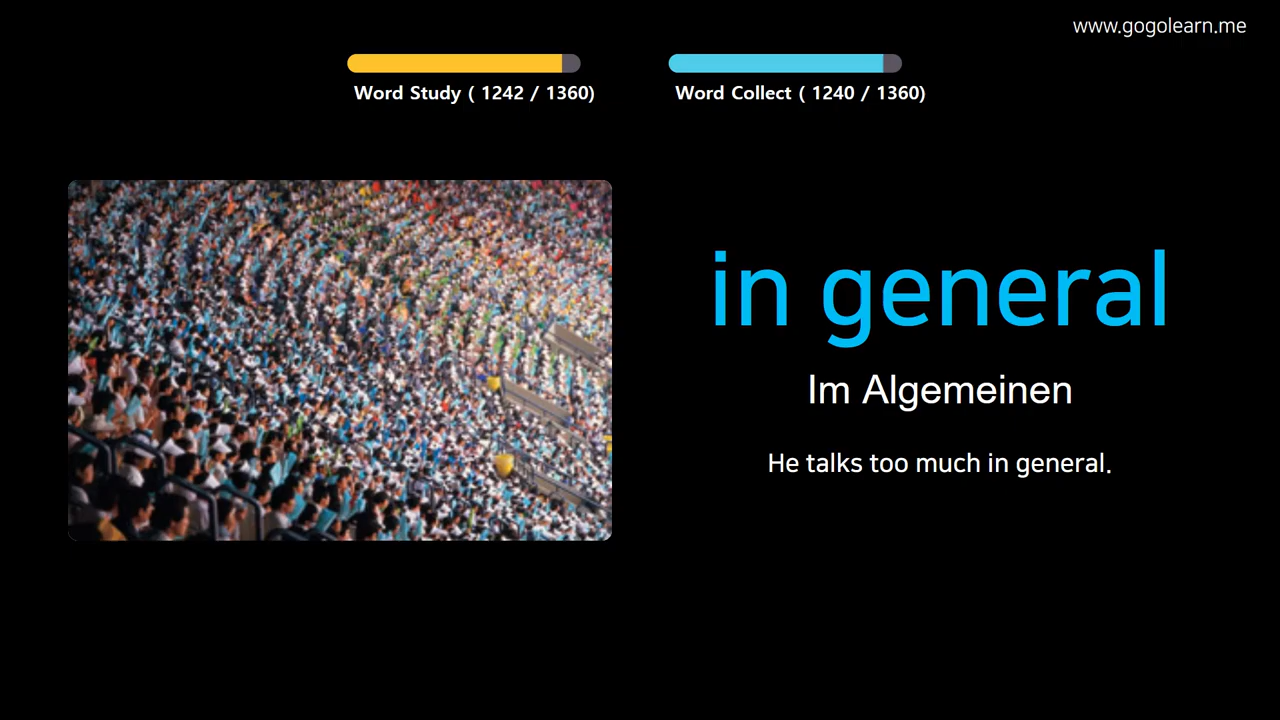 www.gogolearn.me
Word Study ( 1242 / 1360)
Word Collect ( 1240 / 1360)
in general
Im Algemeinen
He talks too much in general.